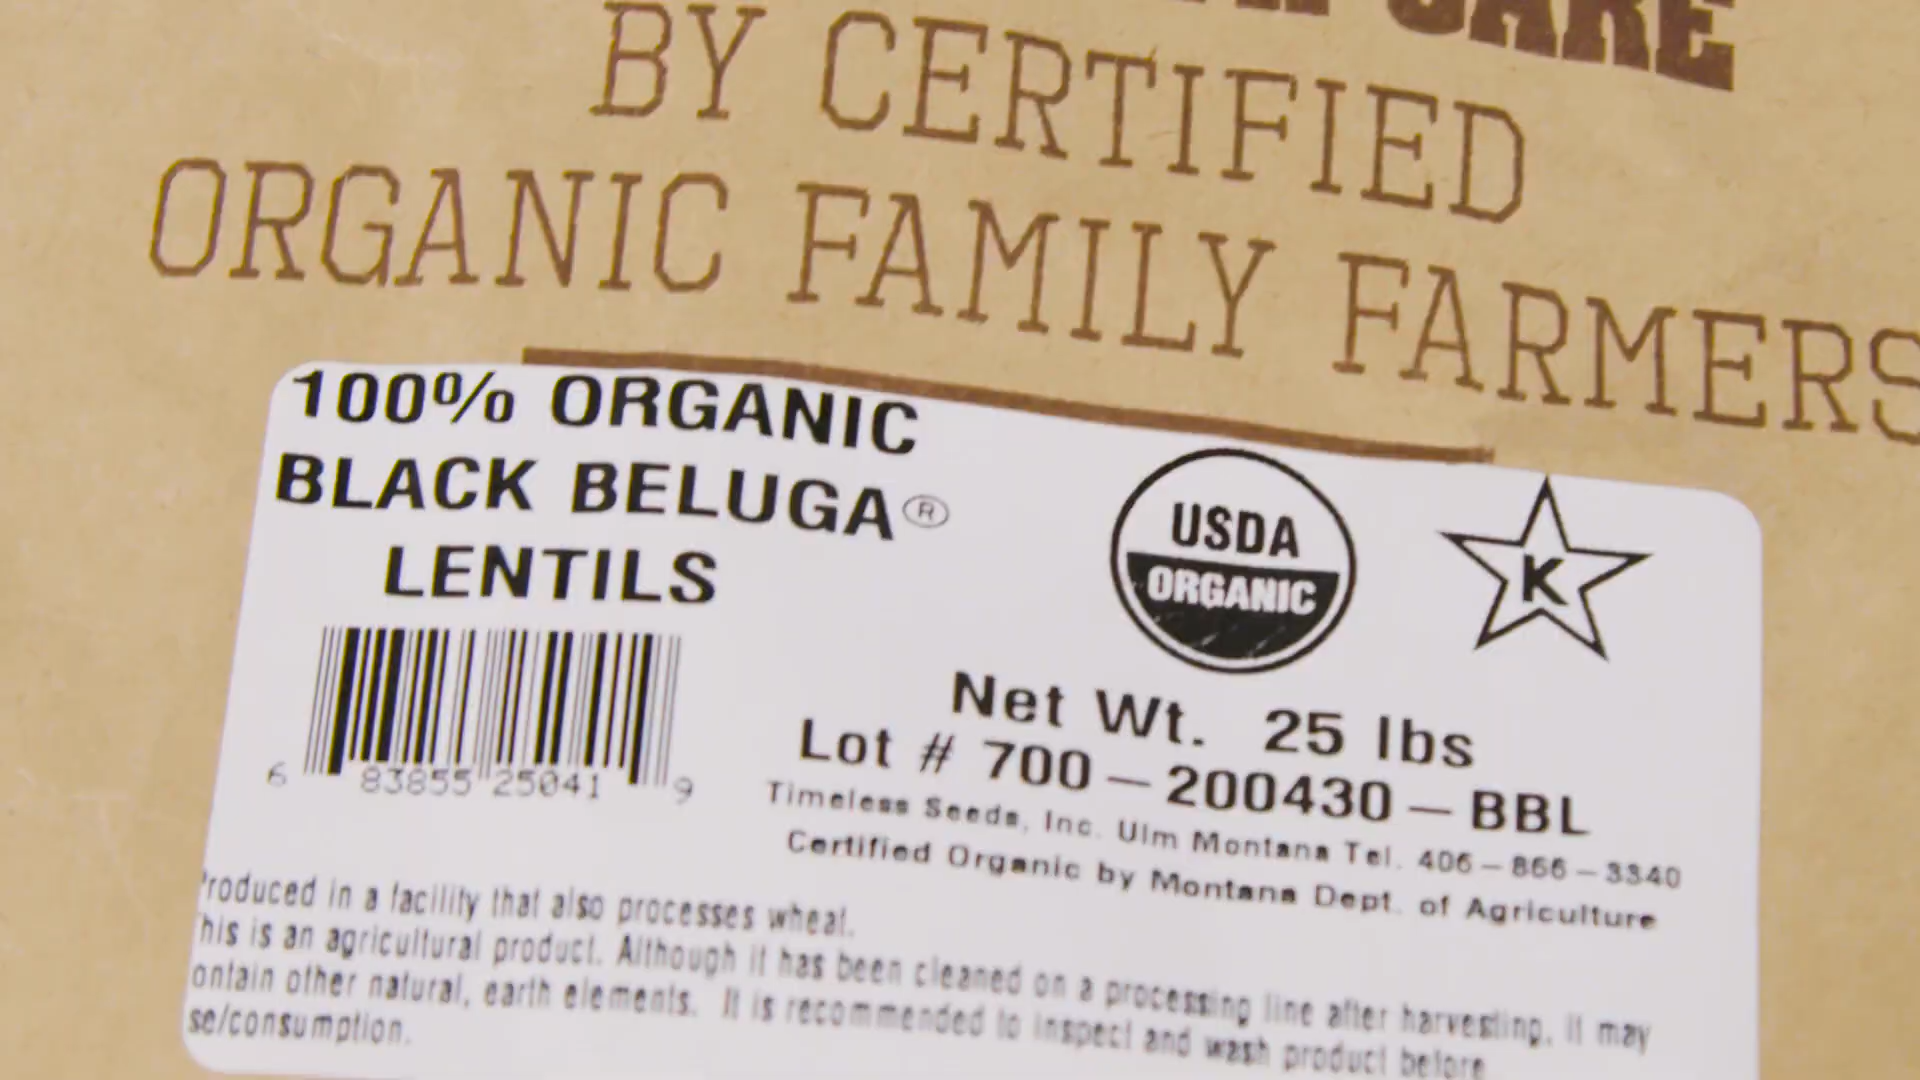 CARE
BY CERTIFIED
ORGANIC FAMILY FARMERS
100% ORGANIC
BLACK BELUGA®
LENTILS
USDA
ORGANIC
K
6 83855 25041 9
Net Wt. 25 lbs
Lot # 700-200430-BBL
Timeless Seeds, Inc. Ulm Montana Tel. 406-866-3340
Certified Organic by Montana Dept. of Agriculture
Produced in a facility that also processes wheat.
This is an agricultural product. Although it has been cleaned on a processing line after harvesting, it may
ontain other natural, earth elements. It is recommended to inspect and wash product before
se/consumption.